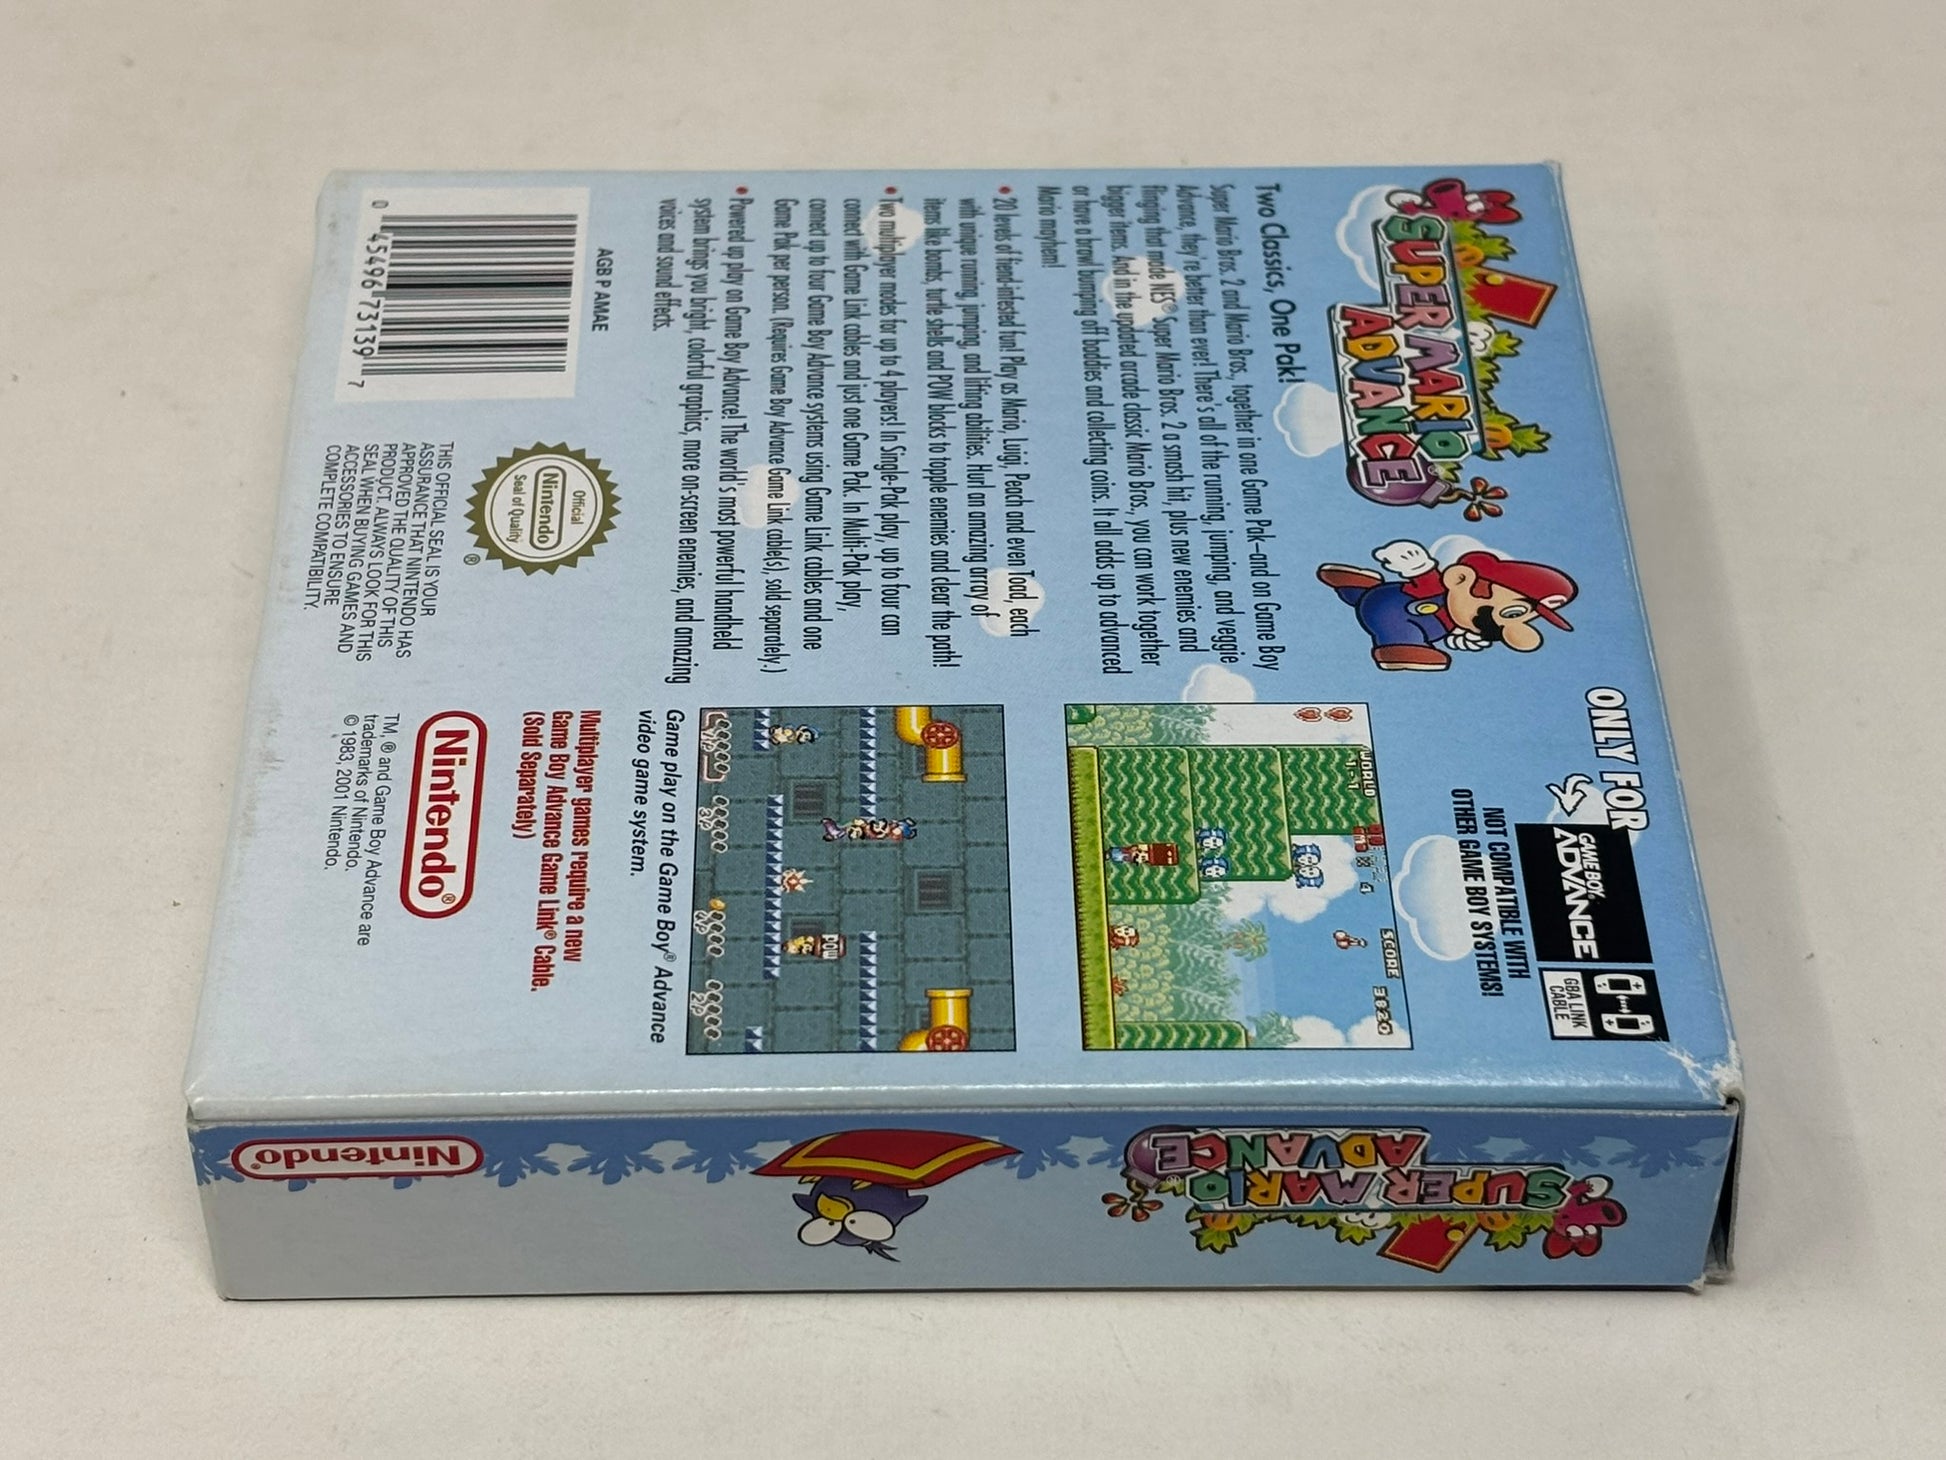 SUPER MARIO®
ADVANCE
ONLY FOR
GAME BOY
ADVANCE
GBA LINK
CABLE
NOT COMPATIBLE WITH
OTHER GAME BOY SYSTEMS!
Two Classics, One Pak!
Super Mario Bros. 2 and Mario Bros., together in one Game Pak—and on Game Boy
Advance, they're better than ever! There's all of the running, jumping, and veggie
flinging that made NES® Super Mario Bros. 2 a smash hit, plus new enemies and
bigger items. And in the updated arcade classic Mario Bros., you can work together
or have a brawl bumping off baddies and collecting coins. It all adds up to advanced
Mario mayhem!
• 20 levels of fiend-infested fun! Play as Mario, Luigi, Peach and even Toad, each
with unique running, jumping, and lifting abilities. Hurl an amazing array of
items like bombs, turtle shells and POW blocks to topple enemies and clear the path!
• Two multiplayer modes for up to 4 players! In Single-Pak play, up to four can
connect with Game Link cables and just one Game Pak. In Multi-Pak play,
connect up to four Game Boy Advance systems using Game Link cables and one
Game Pak per person. (Requires Game Boy Advance Game Link cable(s), sold separately.)
• Powered up play on Game Boy Advance! The world's most powerful handheld
system brings you bright, colorful graphics, more on-screen enemies, and amazing
voices and sound effects.
WORLD
1-1
4
SCORE
3820
POW
Game play on the Game Boy® Advance
video game system.
Multiplayer games require a new
Game Boy Advance Game Link® Cable.
(Sold Separately)
AGB P AMAE
0 45496 73139 7
Official
Nintendo
Seal of Quality
®
THIS OFFICIAL SEAL IS YOUR
ASSURANCE THAT NINTENDO HAS
APPROVED THE QUALITY OF THIS
PRODUCT. ALWAYS LOOK FOR THIS
SEAL WHEN BUYING GAMES AND
ACCESSORIES TO ENSURE
COMPLETE COMPATIBILITY.
Nintendo®
TM, ® and Game Boy Advance are
trademarks of Nintendo.
© 1983, 2001 Nintendo.
SUPER MARIO®
ADVANCE
Nintendo®